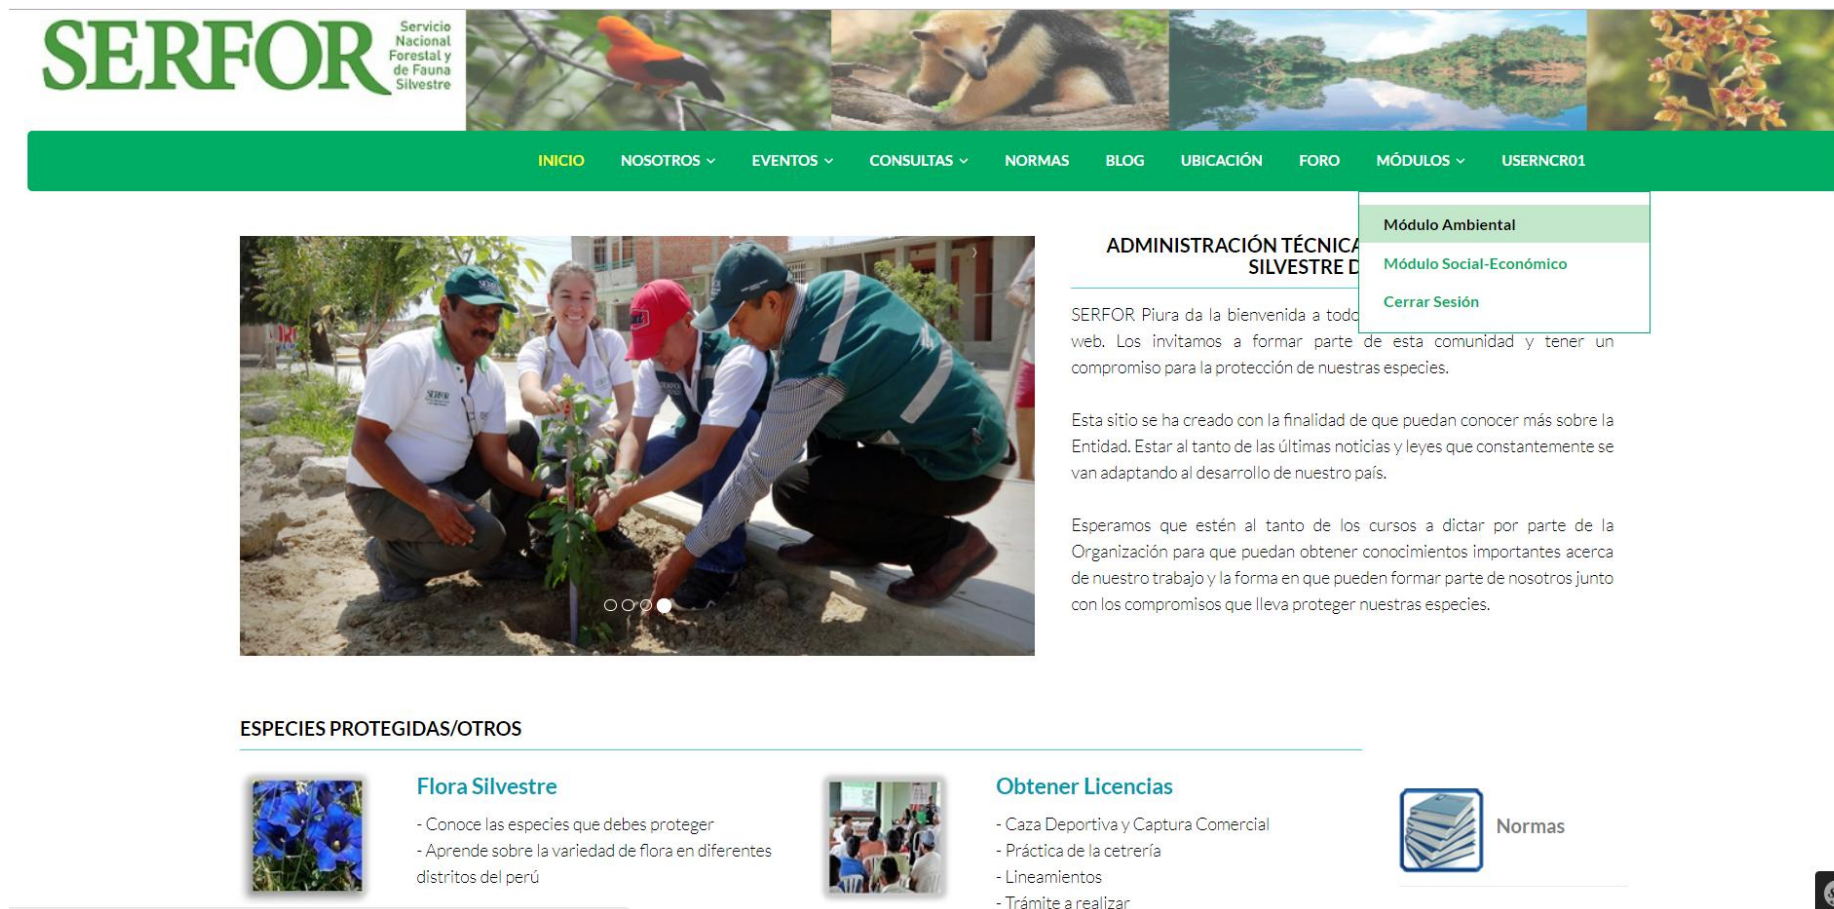 SERFOR
Servicio
Nacional
Forestal y
de Fauna
Silvestre
INICIO NOSOTROS EVENTOS CONSULTAS NORMAS BLOG UBICACIÓN FORO MÓDULOS USERNCR01
Módulo Ambiental
Módulo Social-Económico
Cerrar Sesión
SERFOR
ADMINISTRACIÓN TÉCNICA
SILVESTRE D
SERFOR Piura da la bienvenida a todo
web. Los invitamos a formar parte de esta comunidad y tener un
compromiso para la protección de nuestras especies.
Esta sitio se ha creado con la finalidad de que puedan conocer más sobre la
Entidad. Estar al tanto de las últimas noticias y leyes que constantemente se
van adaptando al desarrollo de nuestro país.
Esperamos que estén al tanto de los cursos a dictar por parte de la
Organización para que puedan obtener conocimientos importantes acerca
de nuestro trabajo y la forma en que pueden formar parte de nosotros junto
con los compromisos que lleva proteger nuestras especies.
ESPECIES PROTEGIDAS/OTROS
Flora Silvestre
- Conoce las especies que debes proteger
- Aprende sobre la variedad de flora en diferentes
distritos del perú
Obtener Licencias
- Caza Deportiva y Captura Comercial
- Práctica de la cetrería
- Lineamientos
- Trámite a realizar
Normas